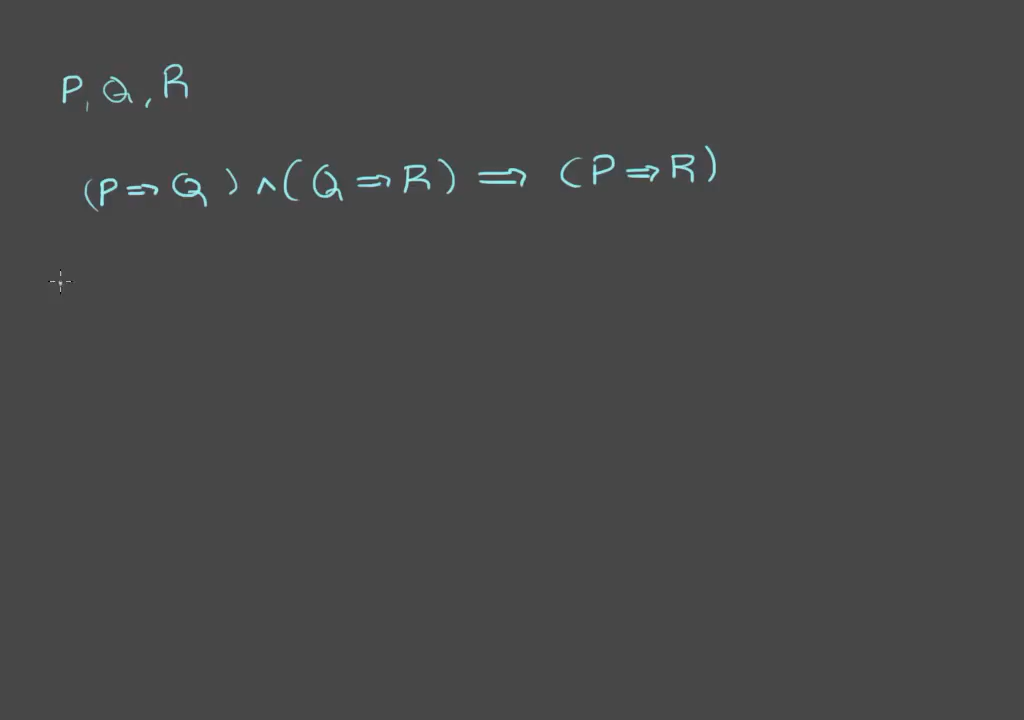 P, Q, R
(P ⇒ Q) ∧ (Q ⇒ R) ⟹ (P ⇒ R)